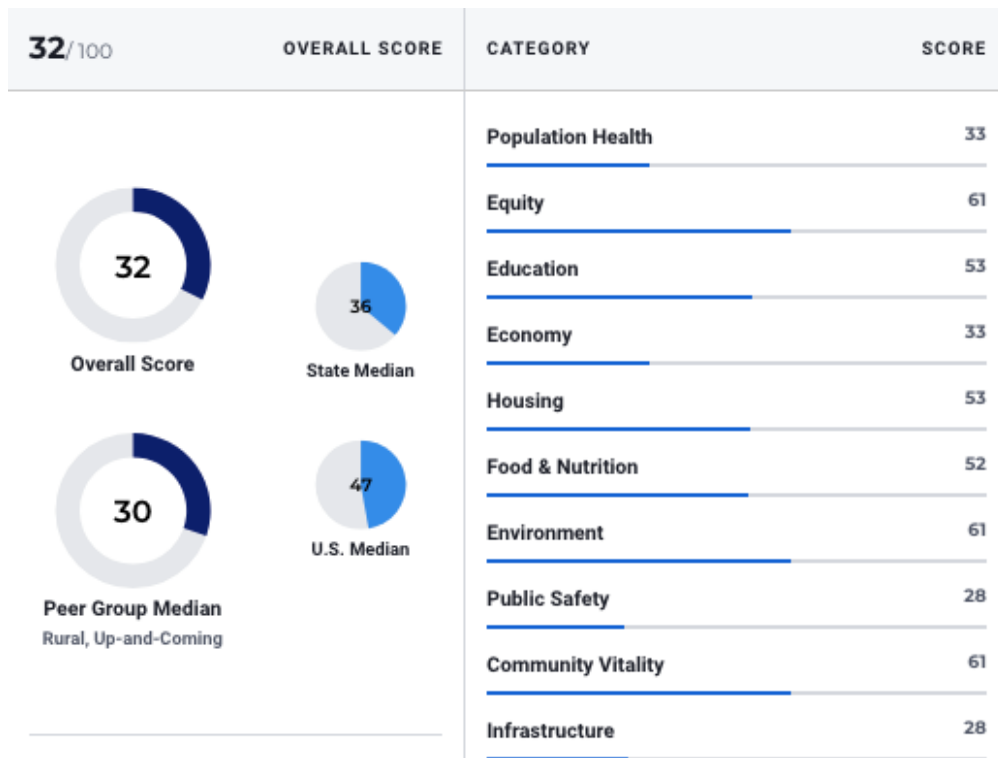 32/ 100
OVERALL SCORE
32
Overall Score
36
State Median
30
Peer Group Median
Rural, Up-and-Coming
47
U.S. Median
CATEGORY SCORE
Population Health 33
Equity 61
Education 53
Economy 33
Housing 53
Food & Nutrition 52
Environment 61
Public Safety 28
Community Vitality 61
Infrastructure 28